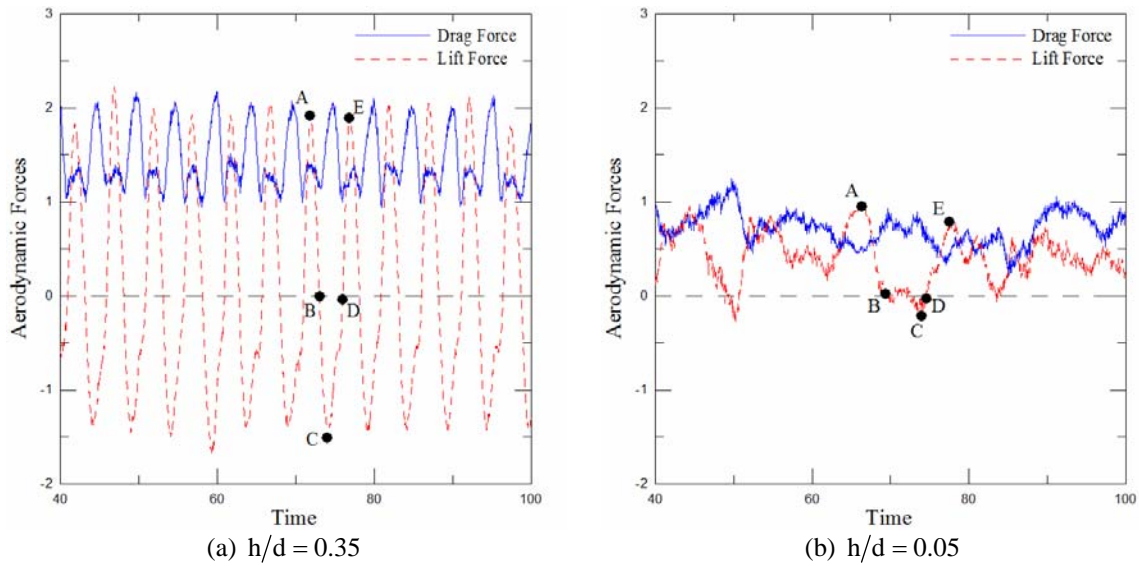 3
2
1
0
-1
-2
Aerodynamic Forces
Drag Force
Lift Force
A
E
B
D
C
40
60
80
100
Time
(a) h/d = 0.35
3
2
1
0
-1
-2
Aerodynamic Forces
Drag Force
Lift Force
A
E
B
D
C
40
60
80
100
Time
(b) h/d = 0.05